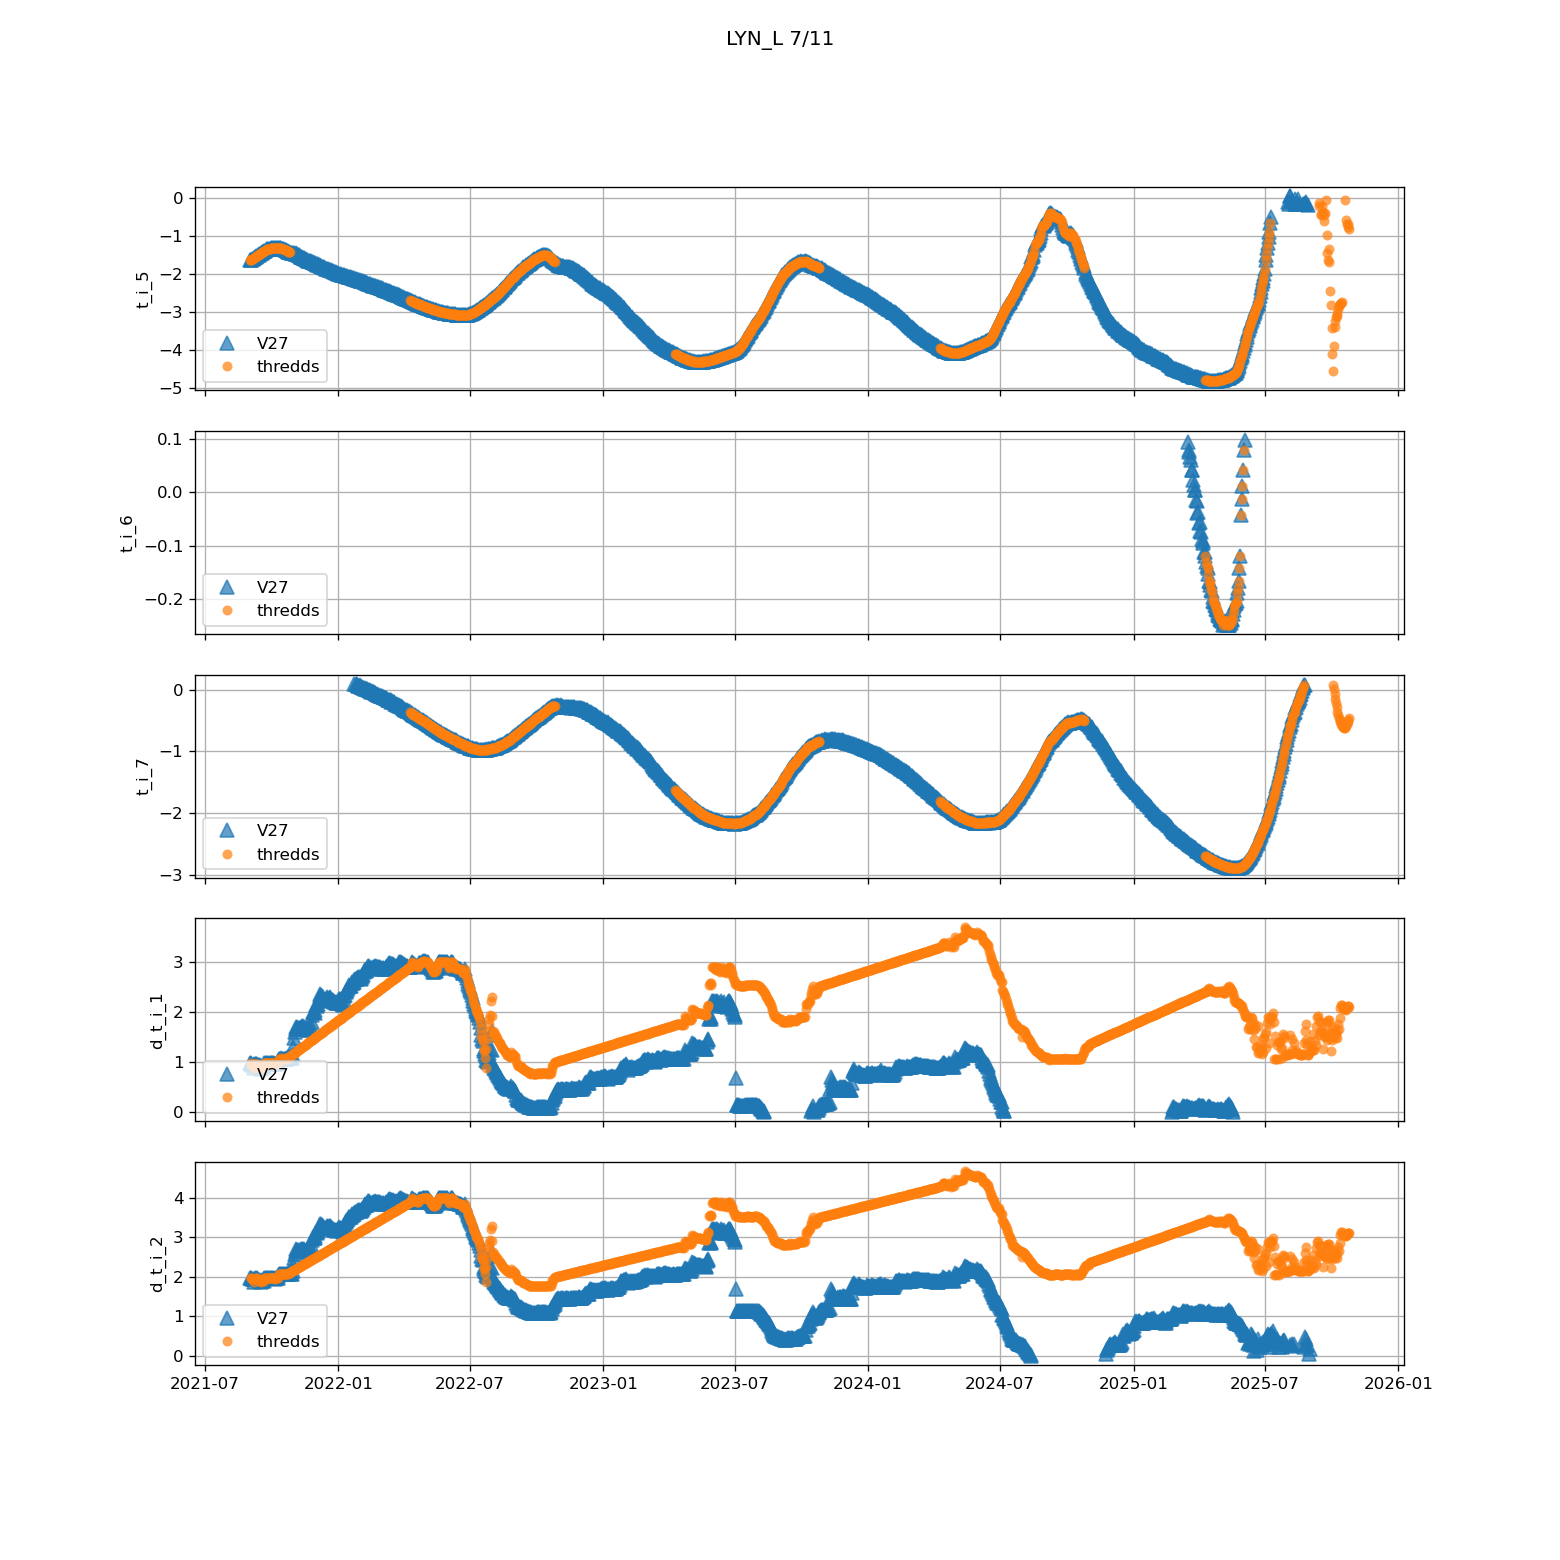 LYN_L 7/11
0
−1
−2
−3
−4
−5
t_i_5
V27
thredds
0.1
0.0
−0.1
−0.2
t_i_6
V27
thredds
0
−1
−2
−3
t_i_7
V27
thredds
3
2
1
0
d_t_i_1
V27
thredds
4
3
2
1
0
d_t_i_2
V27
thredds
2021-07 2022-01 2022-07 2023-01 2023-07 2024-01 2024-07 2025-01 2025-07 2026-01